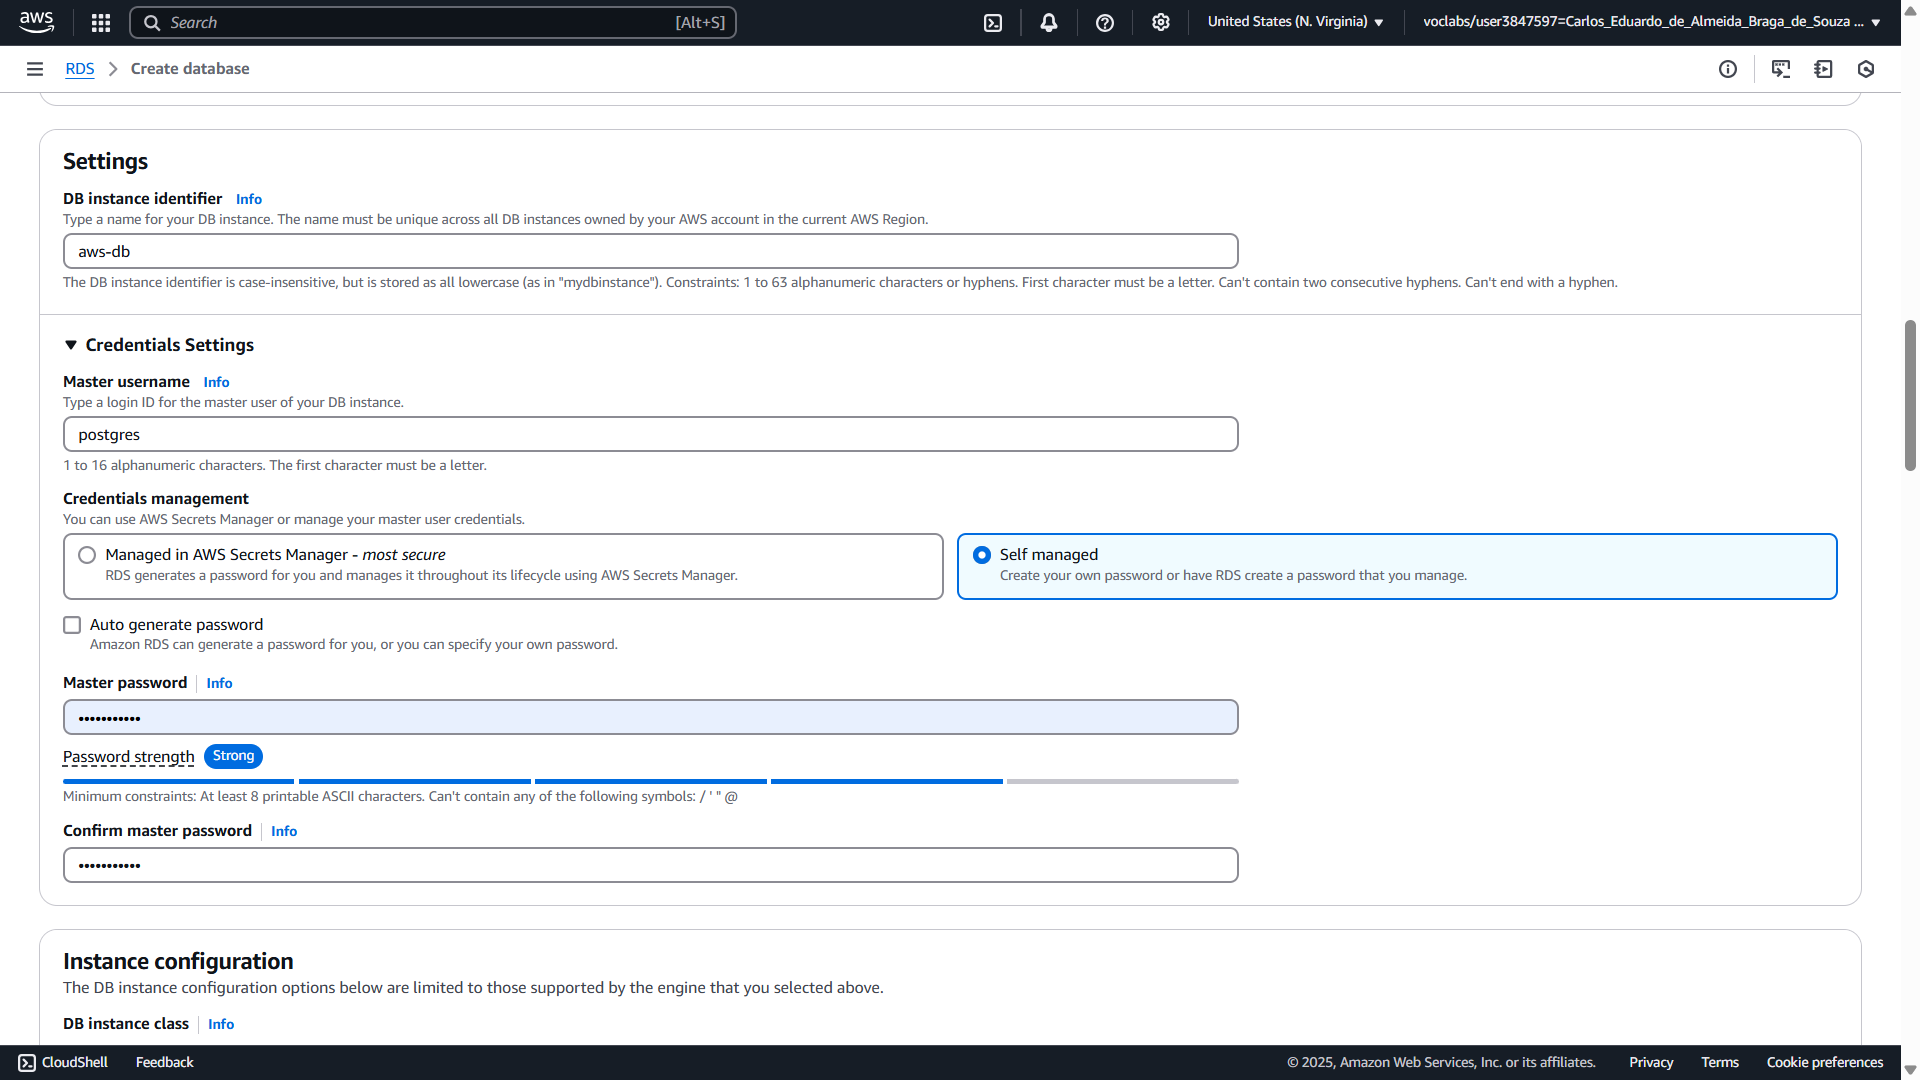 aws
Search [Alt+S]
United States (N. Virginia)
voclabs/user3847597=Carlos_Eduardo_de_Almeida_Braga_de_Souza ...
RDS > Create database
Settings
DB instance identifier Info
Type a name for your DB instance. The name must be unique across all DB instances owned by your AWS account in the current AWS Region.
aws-db
The DB instance identifier is case-insensitive, but is stored as all lowercase (as in "mydbinstance"). Constraints: 1 to 63 alphanumeric characters or hyphens. First character must be a letter. Can't contain two consecutive hyphens. Can't end with a hyphen.
Credentials Settings
Master username Info
Type a login ID for the master user of your DB instance.
postgres
1 to 16 alphanumeric characters. The first character must be a letter.
Credentials management
You can use AWS Secrets Manager or manage your master user credentials.
Managed in AWS Secrets Manager - most secure
RDS generates a password for you and manages it throughout its lifecycle using AWS Secrets Manager.
Self managed
Create your own password or have RDS create a password that you manage.
Auto generate password
Amazon RDS can generate a password for you, or you can specify your own password.
Master password Info
•••••••••••
Password strength Strong
Minimum constraints: At least 8 printable ASCII characters. Can't contain any of the following symbols: / ' " @
Confirm master password Info
•••••••••••
Instance configuration
The DB instance configuration options below are limited to those supported by the engine that you selected above.
DB instance class Info
CloudShell Feedback
© 2025, Amazon Web Services, Inc. or its affiliates. Privacy Terms Cookie preferences